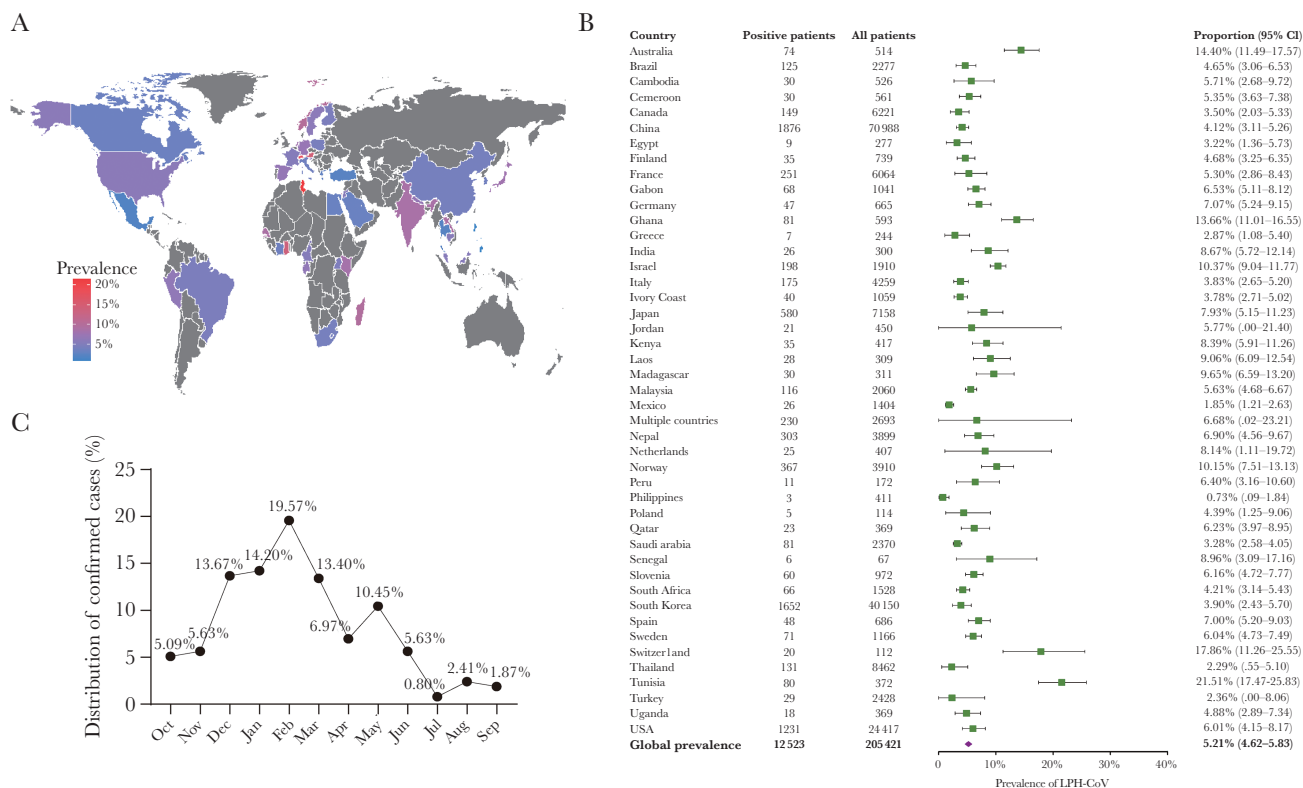 A
Prevalence
20%
15%
10%
5%
B
Country Positive patients All patients Proportion (95% CI)
Australia 74 514 14.40% (11.49–17.57)
Brazil 125 2277 4.65% (3.06–6.53)
Cambodia 30 526 5.71% (2.68–9.72)
Cemeroon 30 561 5.35% (3.63–7.38)
Canada 149 6221 3.50% (2.03–5.33)
China 1876 70 988 4.12% (3.11–5.26)
Egypt 9 277 3.22% (1.36–5.73)
Finland 35 739 4.68% (3.25–6.35)
France 251 6064 5.30% (2.86–8.43)
Gabon 68 1041 6.53% (5.11–8.12)
Germany 47 665 7.07% (5.24–9.15)
Ghana 81 593 13.66% (11.01–16.55)
Greece 7 244 2.87% (1.08–5.40)
India 26 300 8.67% (5.72–12.14)
Israel 198 1910 10.37% (9.04–11.77)
Italy 175 4259 3.83% (2.65–5.20)
Ivory Coast 40 1059 3.78% (2.71–5.02)
Japan 580 7158 7.93% (5.15–11.23)
Jordan 21 450 5.77% (.00–21.40)
Kenya 35 417 8.39% (5.91–11.26)
Laos 28 309 9.06% (6.09–12.54)
Madagascar 30 311 9.65% (6.59–13.20)
Malaysia 116 2060 5.63% (4.68–6.67)
Mexico 26 1404 1.85% (1.21–2.63)
Multiple countries 230 2693 6.68% (.02–23.21)
Nepal 303 3899 6.90% (4.56–9.67)
Netherlands 25 407 8.14% (1.11–19.72)
Norway 367 3910 10.15% (7.51–13.13)
Peru 11 172 6.40% (3.16–10.60)
Philippines 3 411 0.73% (.09–1.84)
Poland 5 114 4.39% (1.25–9.06)
Qatar 23 369 6.23% (3.97–8.95)
Saudi arabia 81 2370 3.28% (2.58–4.05)
Senegal 6 67 8.96% (3.09–17.16)
Slovenia 60 972 6.16% (4.72–7.77)
South Africa 66 1528 4.21% (3.14–5.43)
South Korea 1652 40 150 3.90% (2.43–5.70)
Spain 48 686 7.00% (5.20–9.03)
Sweden 71 1166 6.04% (4.73–7.49)
Switzerland 20 112 17.86% (11.26–25.55)
Thailand 131 8462 2.29% (.55–5.10)
Tunisia 80 372 21.51% (17.47-25.83)
Turkey 29 2428 2.36% (.00–8.06)
Uganda 18 369 4.88% (2.89–7.34)
USA 1231 24 417 6.01% (4.15–8.17)
Global prevalence 12 523 205 421 5.21% (4.62–5.83)
0 10% 20% 30% 40%
Prevalence of LPH-CoV
C
Distribution of confirmed cases (%)
25
20
15
10
5
0
5.09% 5.63% 13.67% 14.20% 19.57% 13.40% 6.97% 10.45% 5.63% 0.80% 2.41% 1.87%
Oct Nov Dec Jan Feb Mar Apr May Jun Jul Aug Sep